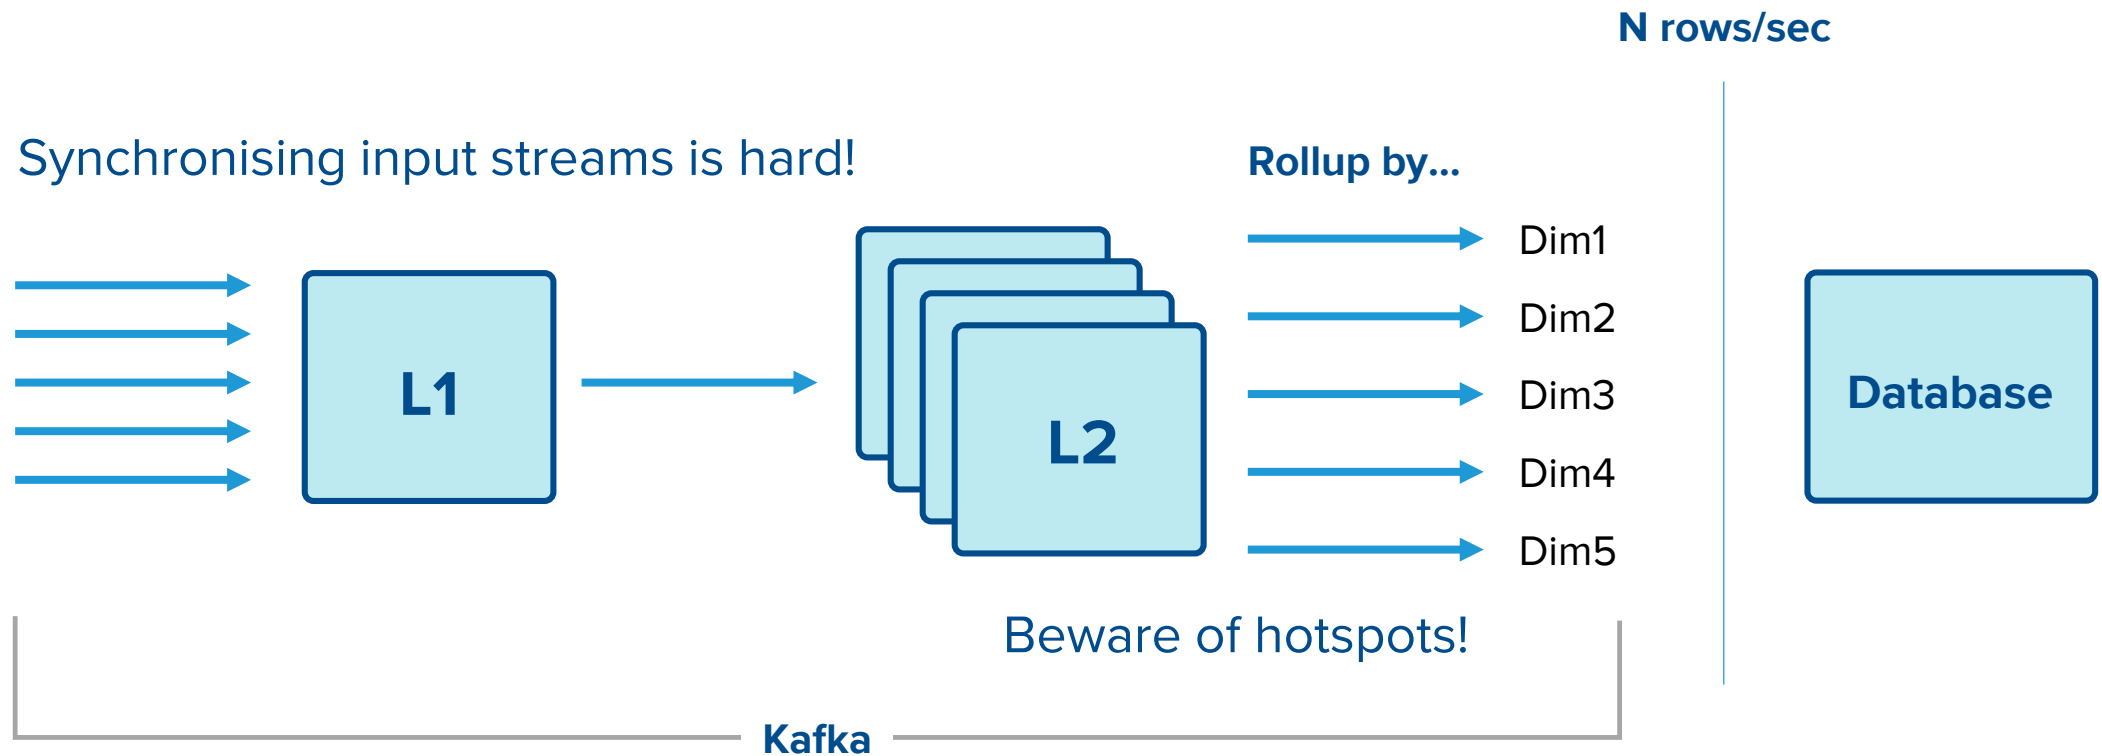 N rows/sec
Synchronising input streams is hard!
Rollup by...
Dim1
Dim2
Dim3
Dim4
Dim5
L1
L2
Database
Beware of hotspots!
Kafka